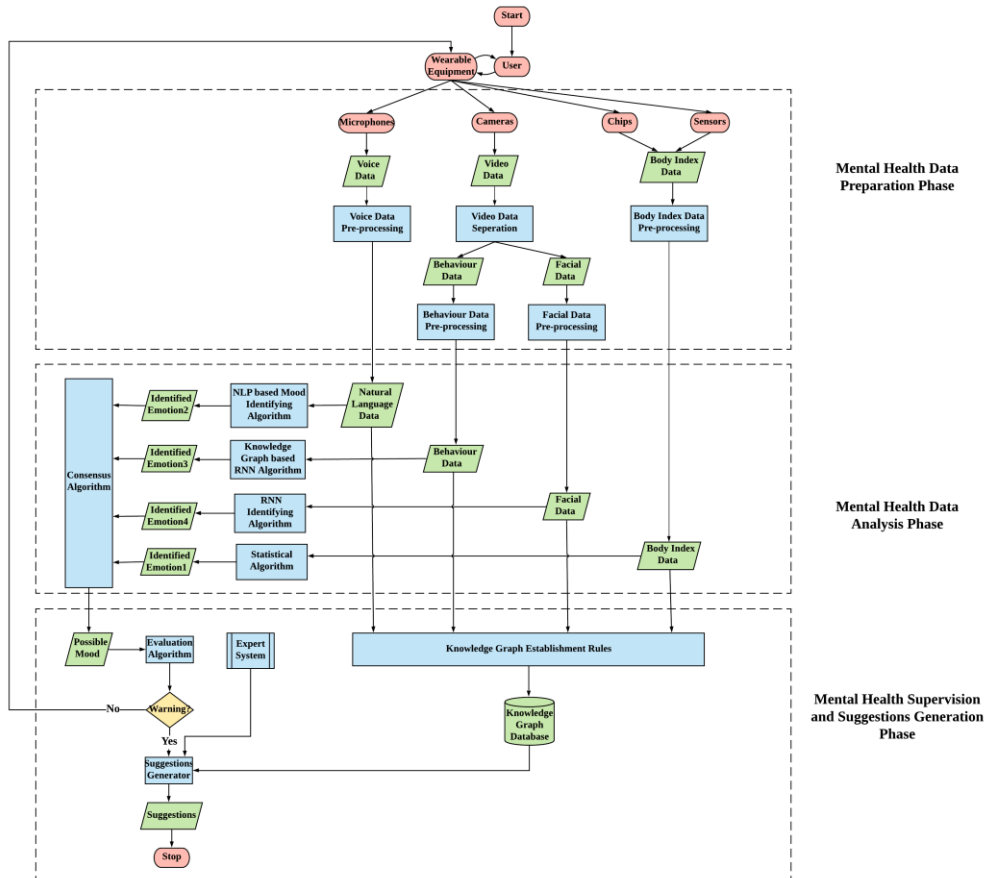 Start
Wearable
Equipment
User
Microphones
Cameras
Chips
Sensors
Voice
Data
Video
Data
Body Index
Data
Mental Health Data
Preparation Phase
Voice Data
Pre-processing
Video Data
Seperation
Body Index Data
Pre-processing
Behaviour
Data
Facial
Data
Behaviour Data
Pre-processing
Facial Data
Pre-processing
Consensus
Algorithm
Identified
Emotion2
NLP based Mood
Identifying
Algorithm
Natural
Language
Data
Identified
Emotion3
Knowledge
Graph based
RNN Algorithm
Behaviour
Data
Identified
Emotion4
RNN
Identifying
Algorithm
Facial
Data
Mental Health Data
Analysis Phase
Identified
Emotion1
Statistical
Algorithm
Body Index
Data
Possible
Mood
Evaluation
Algorithm
Expert
System
Knowledge Graph Establishment Rules
No
Warning?
Yes
Knowledge
Graph
Database
Mental Health Supervision
and Suggestions Generation
Phase
Suggestions
Generator
Suggestions
Stop